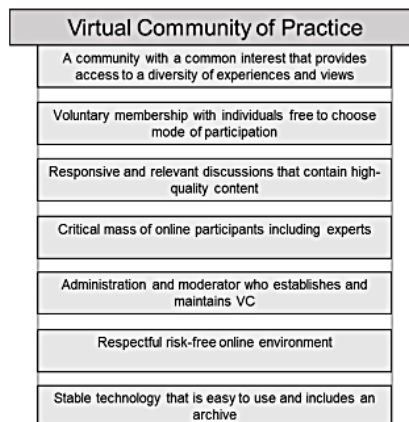 Virtual Community of Practice
A community with a common interest that provides
access to a diversity of experiences and views
Voluntary membership with individuals free to choose
mode of participation
Responsive and relevant discussions that contain high-
quality content
Critical mass of online participants including experts
Administration and moderator who establishes and
maintains VC
Respectful risk-free online environment
Stable technology that is easy to use and includes an
archive